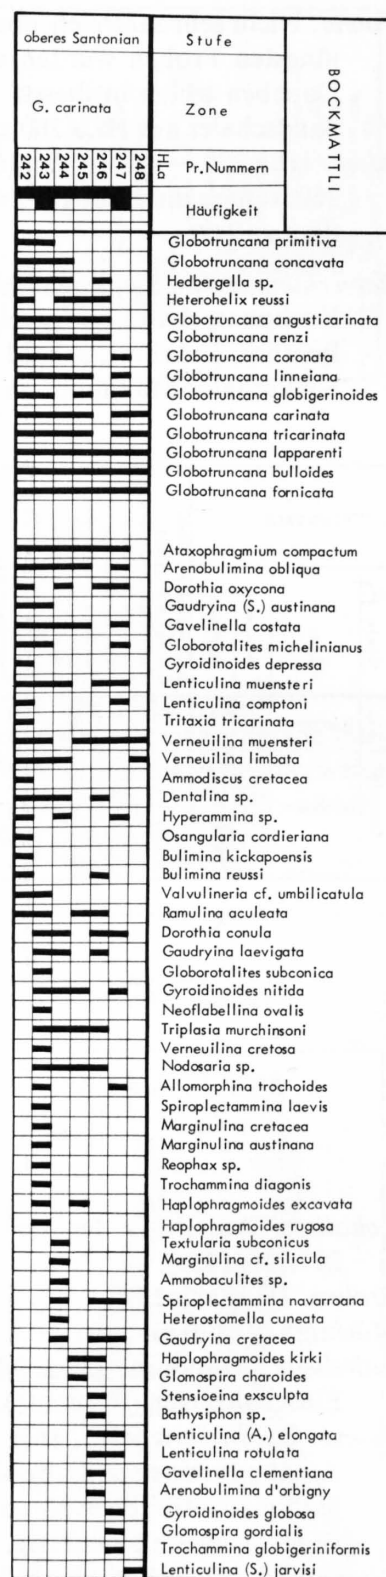 oberes Santonian Stufe
BOCKMATTLI
G. carinata Zone
242 243 244 245 246 247 248 HLa Pr. Nummern
Häufigkeit
Globotruncana primitiva
Globotruncana concavata
Hedbergella sp.
Heterohelix reussi
Globotruncana angusticarinata
Globotruncana renzi
Globotruncana coronata
Globotruncana linneiana
Globotruncana globigerinoides
Globotruncana carinata
Globotruncana tricarinata
Globotruncana lapparenti
Globotruncana bulloides
Globotruncana fornicata
Ataxophragmium compactum
Arenobulimina obliqua
Dorothia oxycona
Gaudryina (S.) austinana
Gavelinella costata
Globorotalites michelinianus
Gyroidinoides depressa
Lenticulina muensteri
Lenticulina comptoni
Tritaxia tricarinata
Verneuilina muensteri
Verneuilina limbata
Ammodiscus cretacea
Dentalina sp.
Hyperammina sp.
Osangularia cordieriana
Bulimina kickapoensis
Bulimina reussi
Valvulineria cf. umbilicatula
Ramulina aculeata
Dorothia conula
Gaudryina laevigata
Globorotalites subconica
Gyroidinoides nitida
Neoflabellina ovalis
Triplasia murchinsoni
Verneuilina cretosa
Nodosaria sp.
Allomorphina trochoides
Spiroplectammina laevis
Marginulina cretacea
Marginulina austinana
Reophax sp.
Trochammina diagonis
Haplophragmoides excavata
Haplophragmoides rugosa
Textularia subconicus
Marginulina cf. silicula
Ammobaculites sp.
Spiroplectammina navarroana
Heterostomella cuneata
Gaudryina cretacea
Haplophragmoides kirki
Glomospira charoides
Stensioeina exsculpta
Bathysiphon sp.
Lenticulina (A.) elongata
Lenticulina rotulata
Gavelinella clementiana
Arenobulimina d'orbigny
Gyroidinoides globosa
Glomospira gordialis
Trochammina globigeriniformis
Lenticulina (S.) jarvisi